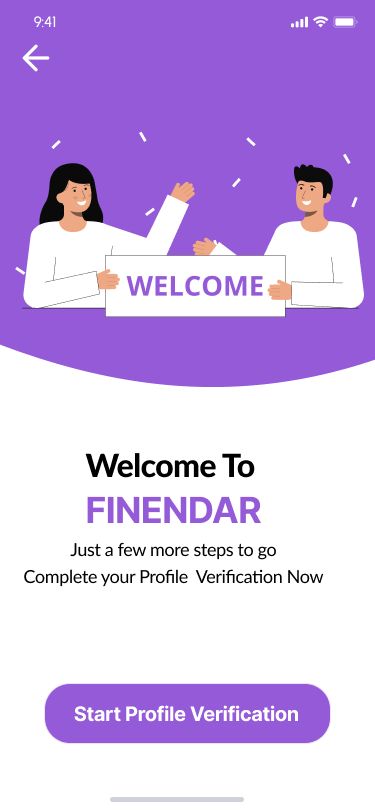 9:41
WELCOME
Welcome To
FINENDAR
Just a few more steps to go
Complete your Profile Verification Now
Start Profile Verification